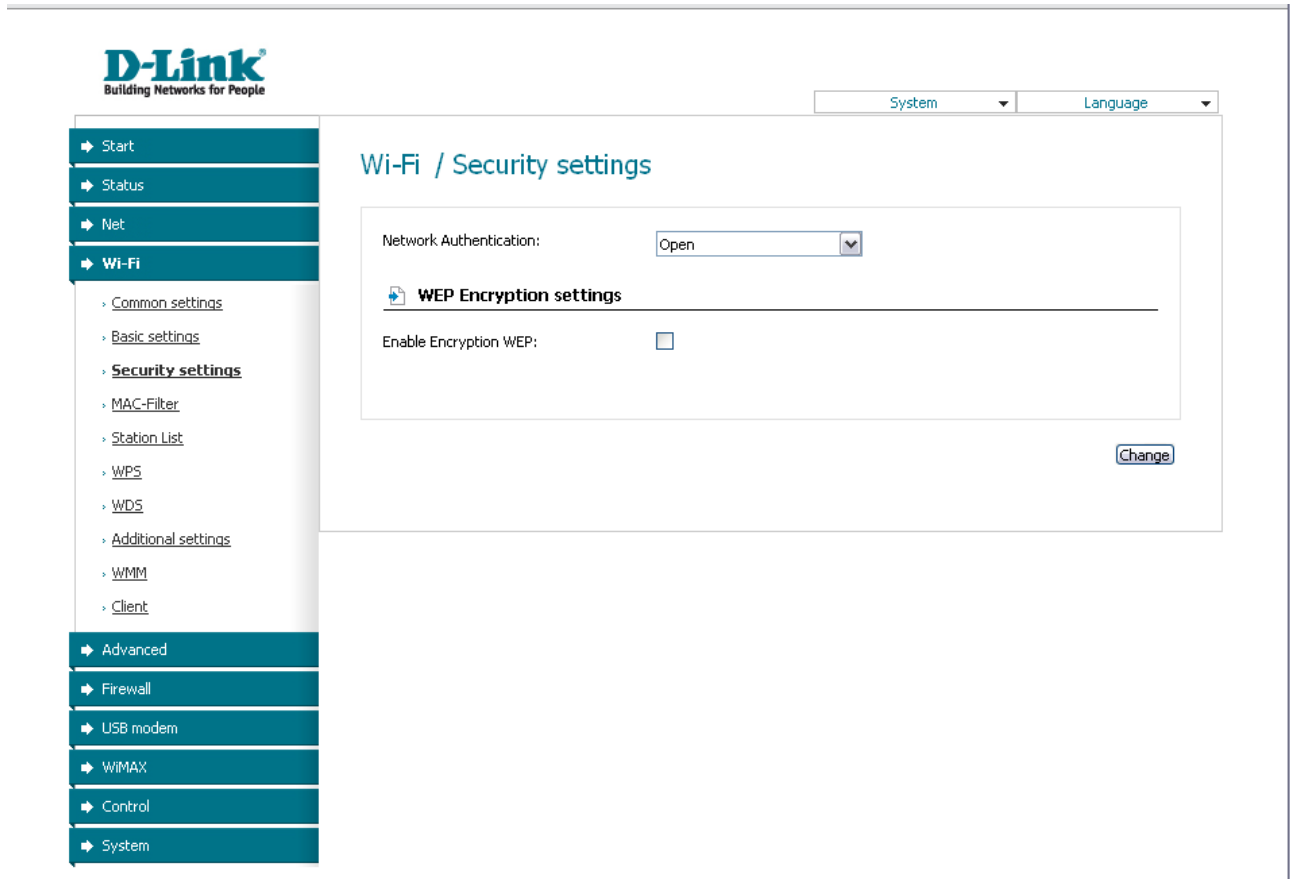 D-Link
Building Networks for People
System
Language
Start
Status
Net
Wi-Fi
Common settings
Basic settings
Security settings
MAC-Filter
Station List
WPS
WDS
Additional settings
WMM
Client
Advanced
Firewall
USB modem
WiMAX
Control
System
Wi-Fi / Security settings
Network Authentication: Open
WEP Encryption settings
Enable Encryption WEP:
Change